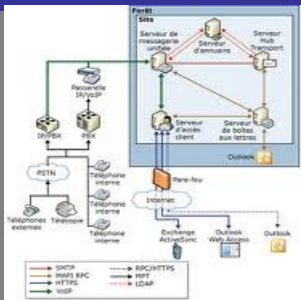 Forêt
Site
Serveur de
messagerie
unifiée
Serveur
d'annuaire
Serveur
Hub
Transport
Passerelle
IP/VoIP
IP/PBX
PBX
Serveur
d'accès
client
Serveur
de boîtes
aux lettres
Outlook
PSTN
Téléphone
interne
Téléphone
interne
Téléphone
interne
Téléphones
externes
Télécopie
Pare-feu
Internet
Exchange
ActiveSync
Outlook
Web Access
Outlook
SMTP
MAPI RPC
HTTPS
VoIP
RPC/HTTPS
LDAP